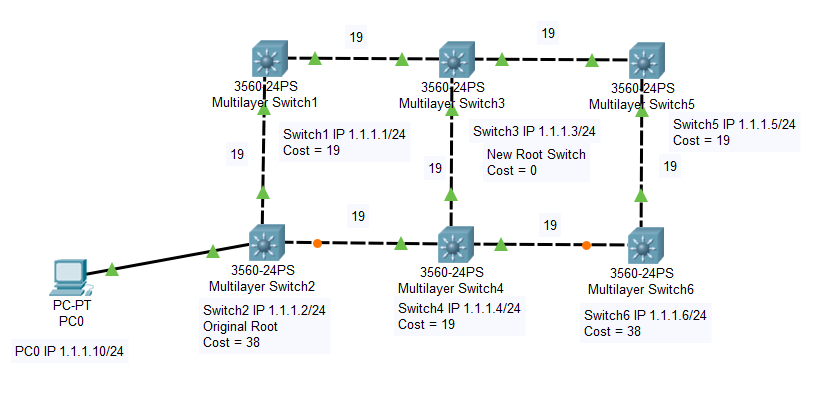 19
19
3560-24PS
Multilayer Switch1
3560-24PS
Multilayer Switch3
3560-24PS
Multilayer Switch5
Switch1 IP 1.1.1.1/24
Cost = 19
Switch3 IP 1.1.1.3/24
New Root Switch
Cost = 0
Switch5 IP 1.1.1.5/24
Cost = 19
19
19
19
19
19
3560-24PS
Multilayer Switch2
3560-24PS
Multilayer Switch4
3560-24PS
Multilayer Switch6
Switch2 IP 1.1.1.2/24
Original Root
Cost = 38
Switch4 IP 1.1.1.4/24
Cost = 19
Switch6 IP 1.1.1.6/24
Cost = 38
PC-PT
PC0
PC0 IP 1.1.1.10/24